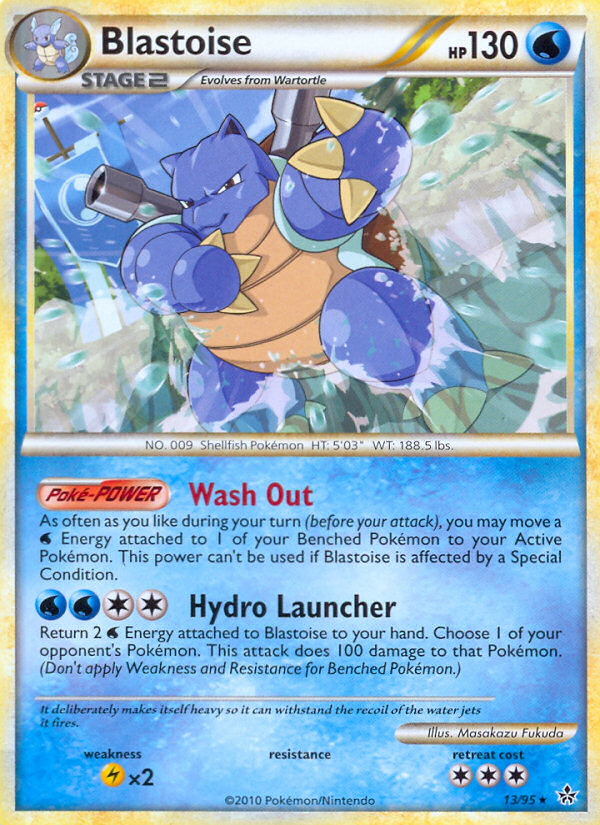 Blastoise
HP 130
STAGE 2
Evolves from Wartortle
NO. 009 Shellfish Pokémon HT: 5'03" WT: 188.5 lbs.
Poké-POWER Wash Out
As often as you like during your turn (before your attack), you may move a
Energy attached to 1 of your Benched Pokémon to your Active
Pokémon. This power can't be used if Blastoise is affected by a Special
Condition.
Hydro Launcher
Return 2 Energy attached to Blastoise to your hand. Choose 1 of your
opponent's Pokémon. This attack does 100 damage to that Pokémon.
(Don't apply Weakness and Resistance for Benched Pokémon.)
It deliberately makes itself heavy so it can withstand the recoil of the water jets
it fires.
Illus. Masakazu Fukuda
weakness resistance retreat cost
×2
©2010 Pokémon/Nintendo
13/95 ★